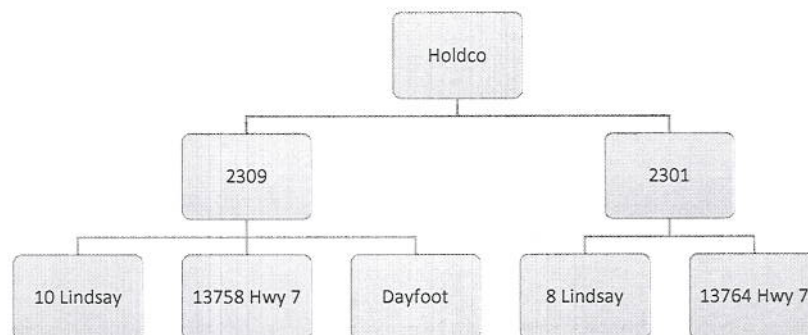 Holdco
2309
2301
10 Lindsay
13758 Hwy 7
Dayfoot
8 Lindsay
13764 Hwy 7